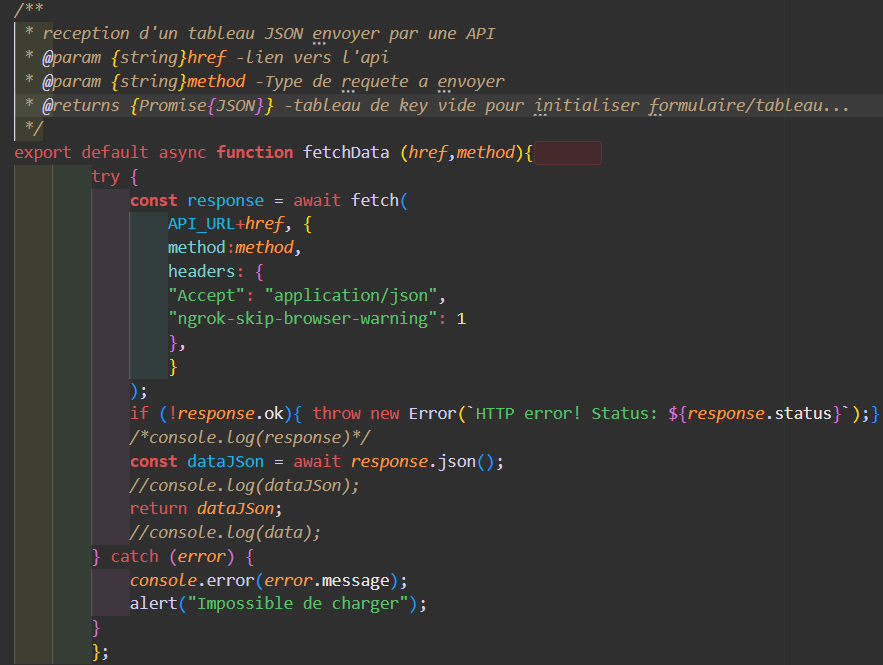 /**
 * reception d'un tableau JSON envoyer par une API
 * @param {string}href -lien vers l'api
 * @param {string}method -Type de requete a envoyer
 * @returns {Promise{JSON}} -tableau de key vide pour initialiser formulaire/tableau...
 */
export default async function fetchData (href,method){
        try {
            const response = await fetch(
                API_URL+href, {
                method:method,
                headers: {
                "Accept": "application/json",
                "ngrok-skip-browser-warning": 1
                },
                }
            );
            if (!response.ok){ throw new Error(`HTTP error! Status: ${response.status}`);}
            /*console.log(response)*/
            const dataJSon = await response.json();
            //console.log(dataJSon);
            return dataJSon;
            //console.log(data);
        } catch (error) {
            console.error(error.message);
            alert("Impossible de charger");
        }
        };